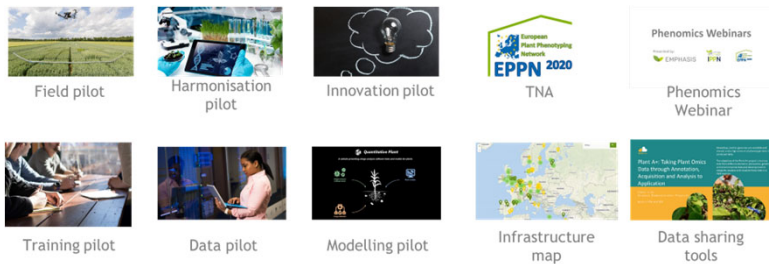 European
Plant Phenotyping
Network
EPPN 2020
Phenomics Webinars
EMPHASIS
IPPN
Field pilot
Harmonisation
pilot
Innovation pilot
TNA
Phenomics
Webinar
Quantitative Plant
Plant A+: Taking Plant Omics
Data through Annotation,
Acquisition and Analysis to
Application
Training pilot
Data pilot
Modelling pilot
Infrastructure
map
Data sharing
tools